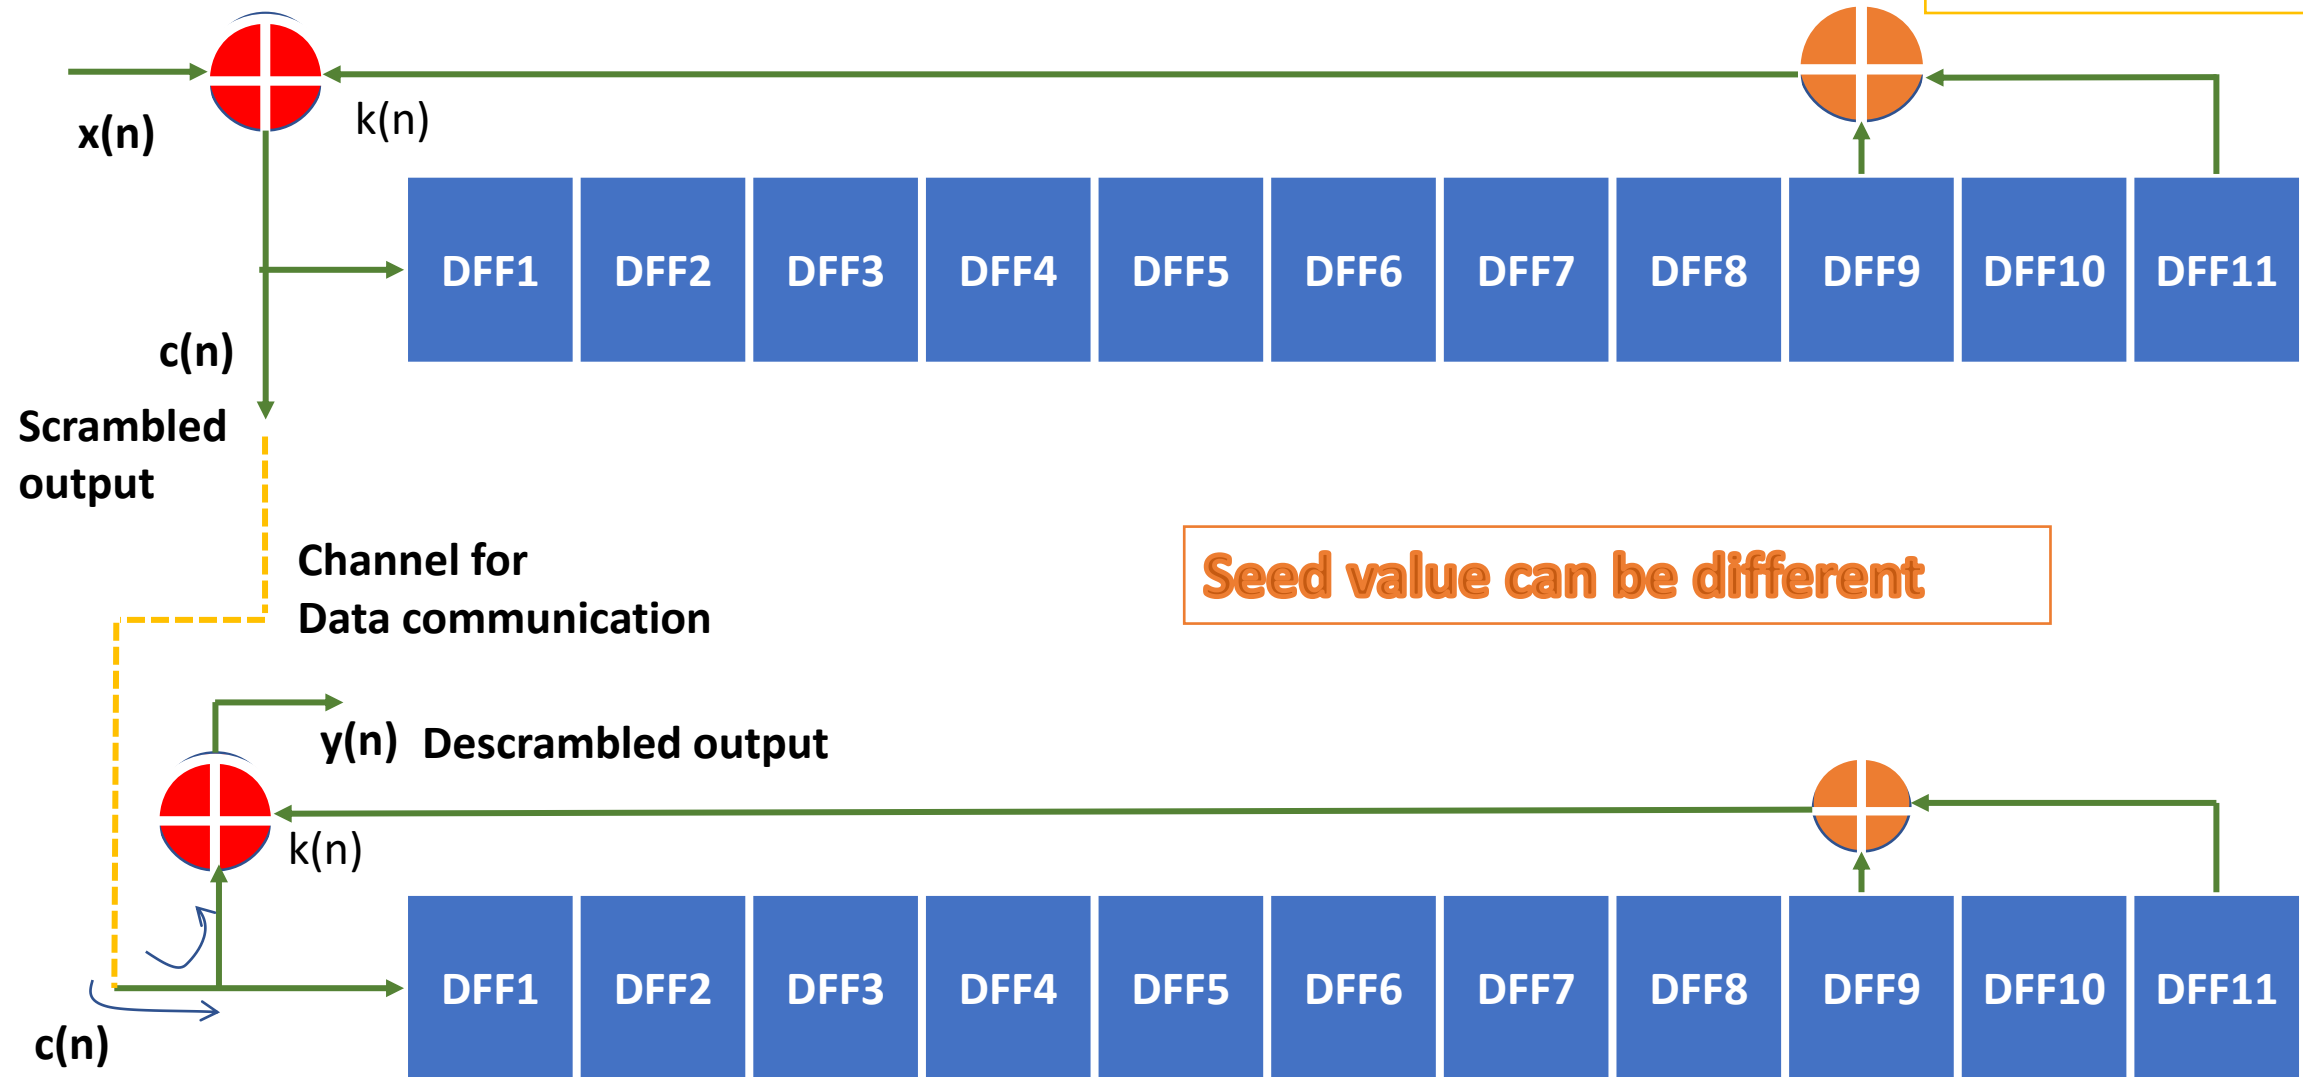 x(n)
k(n)
DFF1 DFF2 DFF3 DFF4 DFF5 DFF6 DFF7 DFF8 DFF9 DFF10 DFF11
c(n)
Scrambled
output
Channel for
Data communication
Seed value can be different
y(n) Descrambled output
k(n)
DFF1 DFF2 DFF3 DFF4 DFF5 DFF6 DFF7 DFF8 DFF9 DFF10 DFF11
c(n)